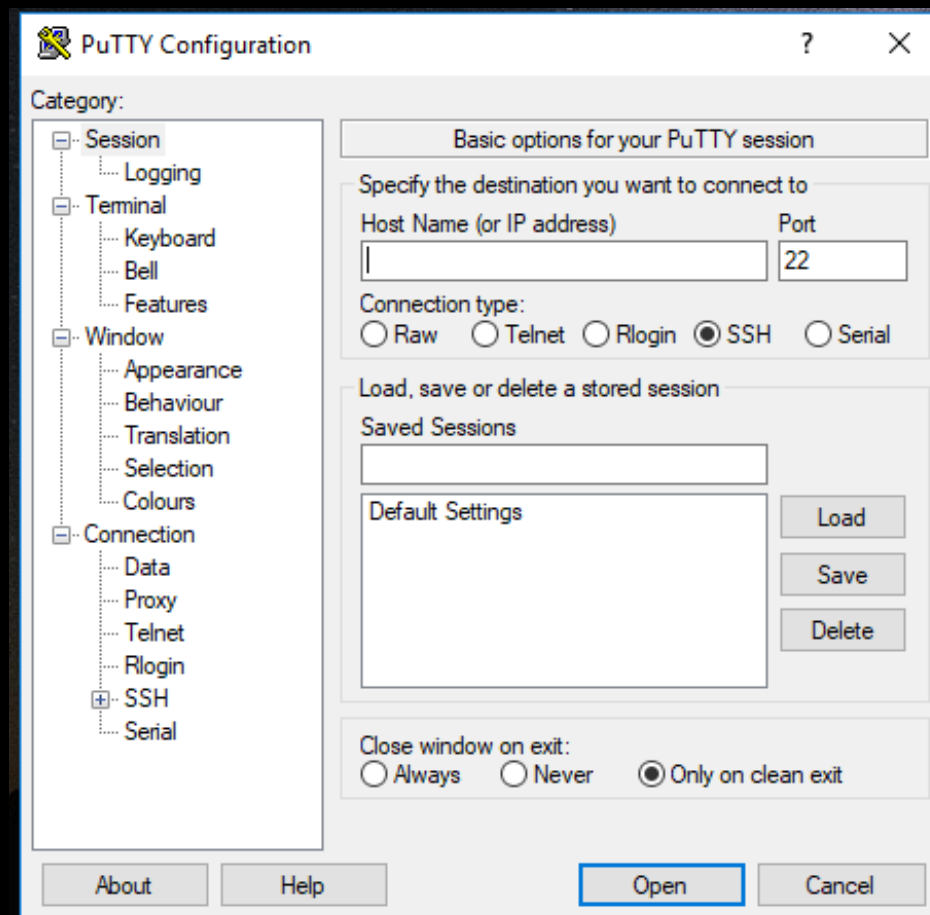 PuTTY Configuration
?
Category:
Session
Logging
Terminal
Keyboard
Bell
Features
Window
Appearance
Behaviour
Translation
Selection
Colours
Connection
Data
Proxy
Telnet
Rlogin
SSH
Serial
Basic options for your PuTTY session
Specify the destination you want to connect to
Host Name (or IP address) Port
22
Connection type:
Raw Telnet Rlogin SSH Serial
Load, save or delete a stored session
Saved Sessions
Default Settings
Load
Save
Delete
Close window on exit:
Always Never Only on clean exit
About Help Open Cancel